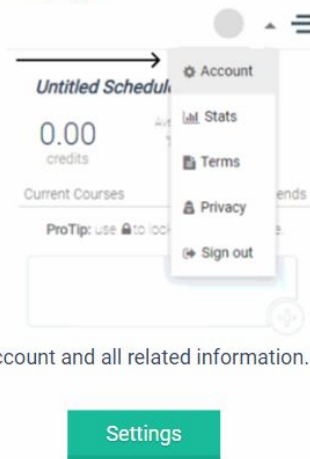 Account
Untitled Schedul
Stats
0.00
credits
Terms
Current Courses
ends
Privacy
ProTip: use to loc
Sign out
ccount and all related information.
Settings